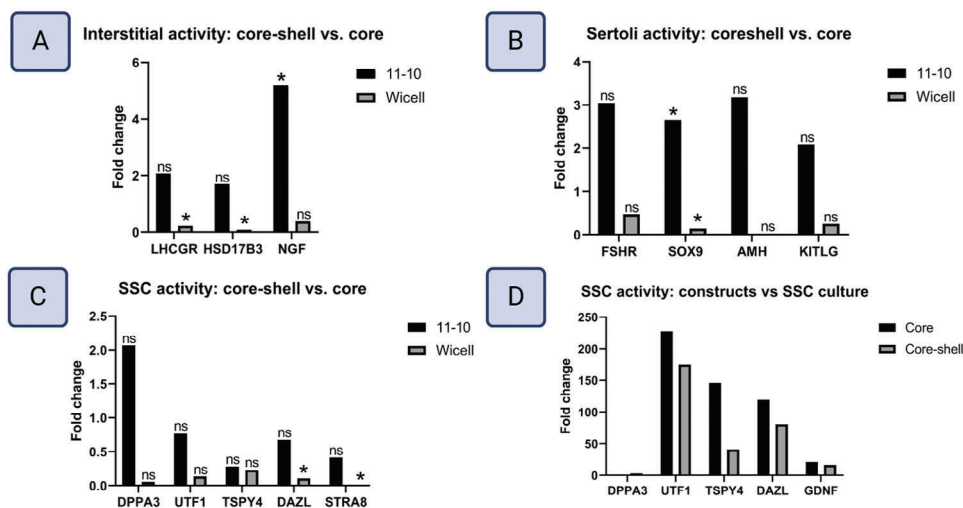 A
Interstitial activity: core-shell vs. core
Fold change
6
4
2
0
ns
*
ns
*
*
ns
LHCGR HSD17B3 NGF
11-10
Wicell
B
Sertoli activity: coreshell vs. core
Fold change
4
3
2
1
0
ns
ns
*
*
ns
ns
ns
ns
FSHR SOX9 AMH KITLG
11-10
Wicell
C
SSC activity: core-shell vs. core
Fold change
2.5
2.0
1.5
1.0
0.5
0.0
ns
ns
ns
ns
ns
ns
ns
*
ns
*
DPPA3 UTF1 TSPY4 DAZL STRA8
11-10
Wicell
D
SSC activity: constructs vs SSC culture
Fold change
250
200
150
100
50
0
DPPA3 UTF1 TSPY4 DAZL GDNF
Core
Core-shell